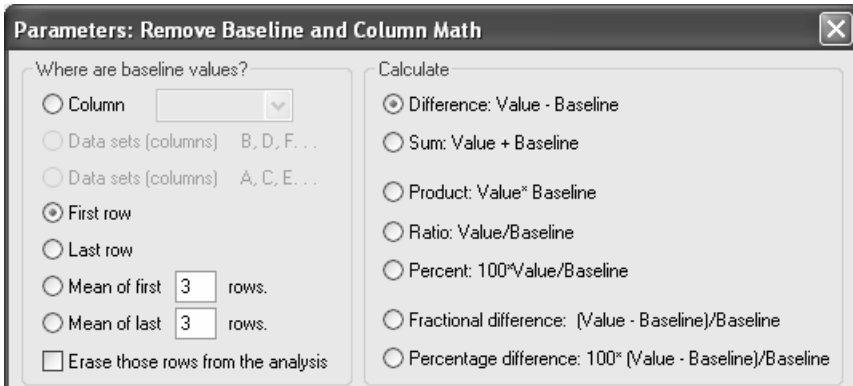 Parameters: Remove Baseline and Column Math
Where are baseline values?
Column
Data sets (columns) B, D, F. . .
Data sets (columns) A, C, E. . .
First row
Last row
Mean of first 3 rows.
Mean of last 3 rows.
Erase those rows from the analysis
Calculate
Difference: Value - Baseline
Sum: Value + Baseline
Product: Value* Baseline
Ratio: Value/Baseline
Percent: 100*Value/Baseline
Fractional difference: (Value - Baseline)/Baseline
Percentage difference: 100* (Value - Baseline)/Baseline